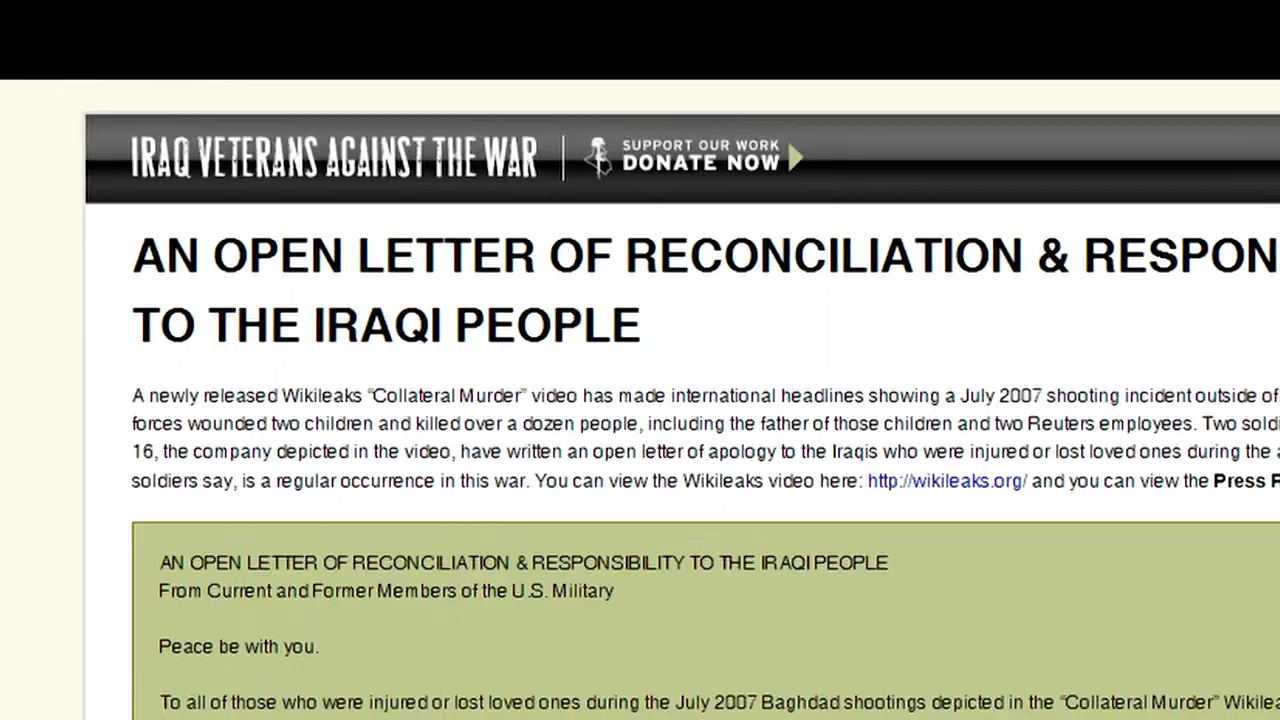 IRAQ VETERANS AGAINST THE WAR
SUPPORT OUR WORK
DONATE NOW
AN OPEN LETTER OF RECONCILIATION & RESPON
TO THE IRAQI PEOPLE
A newly released Wikileaks “Collateral Murder” video has made international headlines showing a July 2007 shooting incident outside of
forces wounded two children and killed over a dozen people, including the father of those children and two Reuters employees. Two sold
16, the company depicted in the video, have written an open letter of apology to the Iraqis who were injured or lost loved ones during the a
soldiers say, is a regular occurrence in this war. You can view the Wikileaks video here: http://wikileaks.org/ and you can view the Press R
AN OPEN LETTER OF RECONCILIATION & RESPONSIBILITY TO THE IRAQI PEOPLE
From Current and Former Members of the U.S. Military
Peace be with you.
To all of those who were injured or lost loved ones during the July 2007 Baghdad shootings depicted in the “Collateral Murder” Wikilea